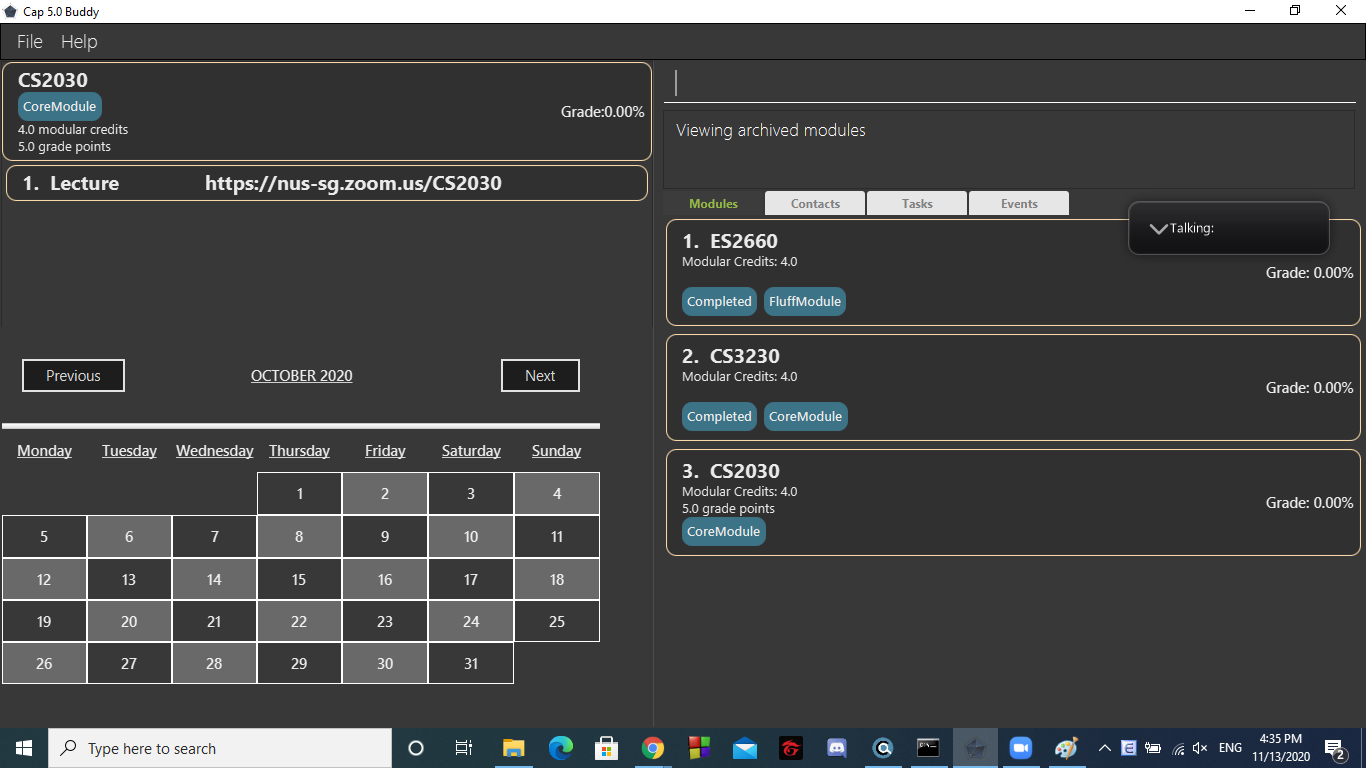 Cap 5.0 Buddy
File Help
CS2030
CoreModule
Grade:0.00%
4.0 modular credits
5.0 grade points
1. Lecture https://nus-sg.zoom.us/CS2030
Previous OCTOBER 2020 Next
Monday Tuesday Wednesday Thursday Friday Saturday Sunday
1 2 3 4
5 6 7 8 9 10 11
12 13 14 15 16 17 18
19 20 21 22 23 24 25
26 27 28 29 30 31
Viewing archived modules
Modules Contacts Tasks Events
Talking:
1. ES2660
Modular Credits: 4.0
Grade: 0.00%
Completed FluffModule
2. CS3230
Modular Credits: 4.0
Grade: 0.00%
Completed CoreModule
3. CS2030
Modular Credits: 4.0
5.0 grade points
Grade: 0.00%
CoreModule
Type here to search
ENG
4:35 PM
11/13/2020
2